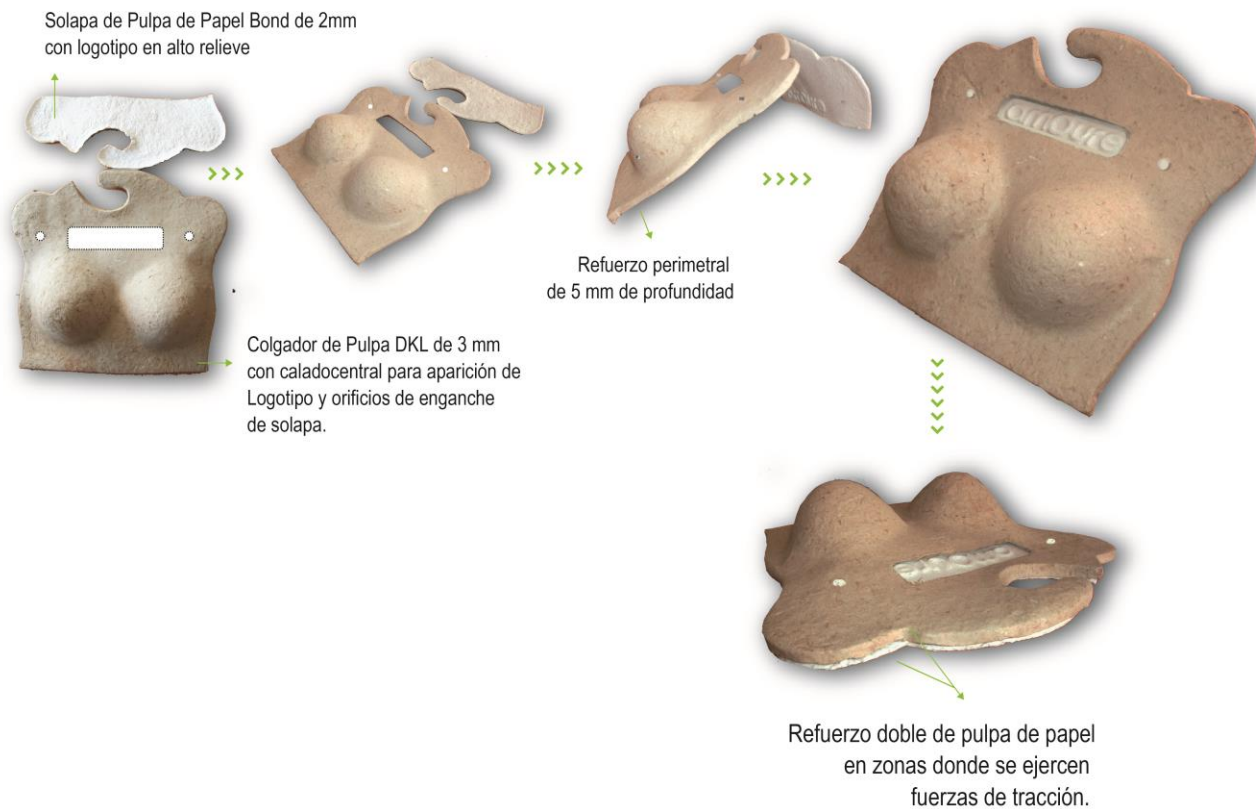 Solapa de Pulpa de Papel Bond de 2mm
con logotipo en alto relieve
Refuerzo perimetral
de 5 mm de profundidad
amoure
Colgador de Pulpa DKL de 3 mm
con caladocentral para aparición de
Logotipo y orificios de enganche
de solapa.
Refuerzo doble de pulpa de papel
en zonas donde se ejercen
fuerzas de tracción.